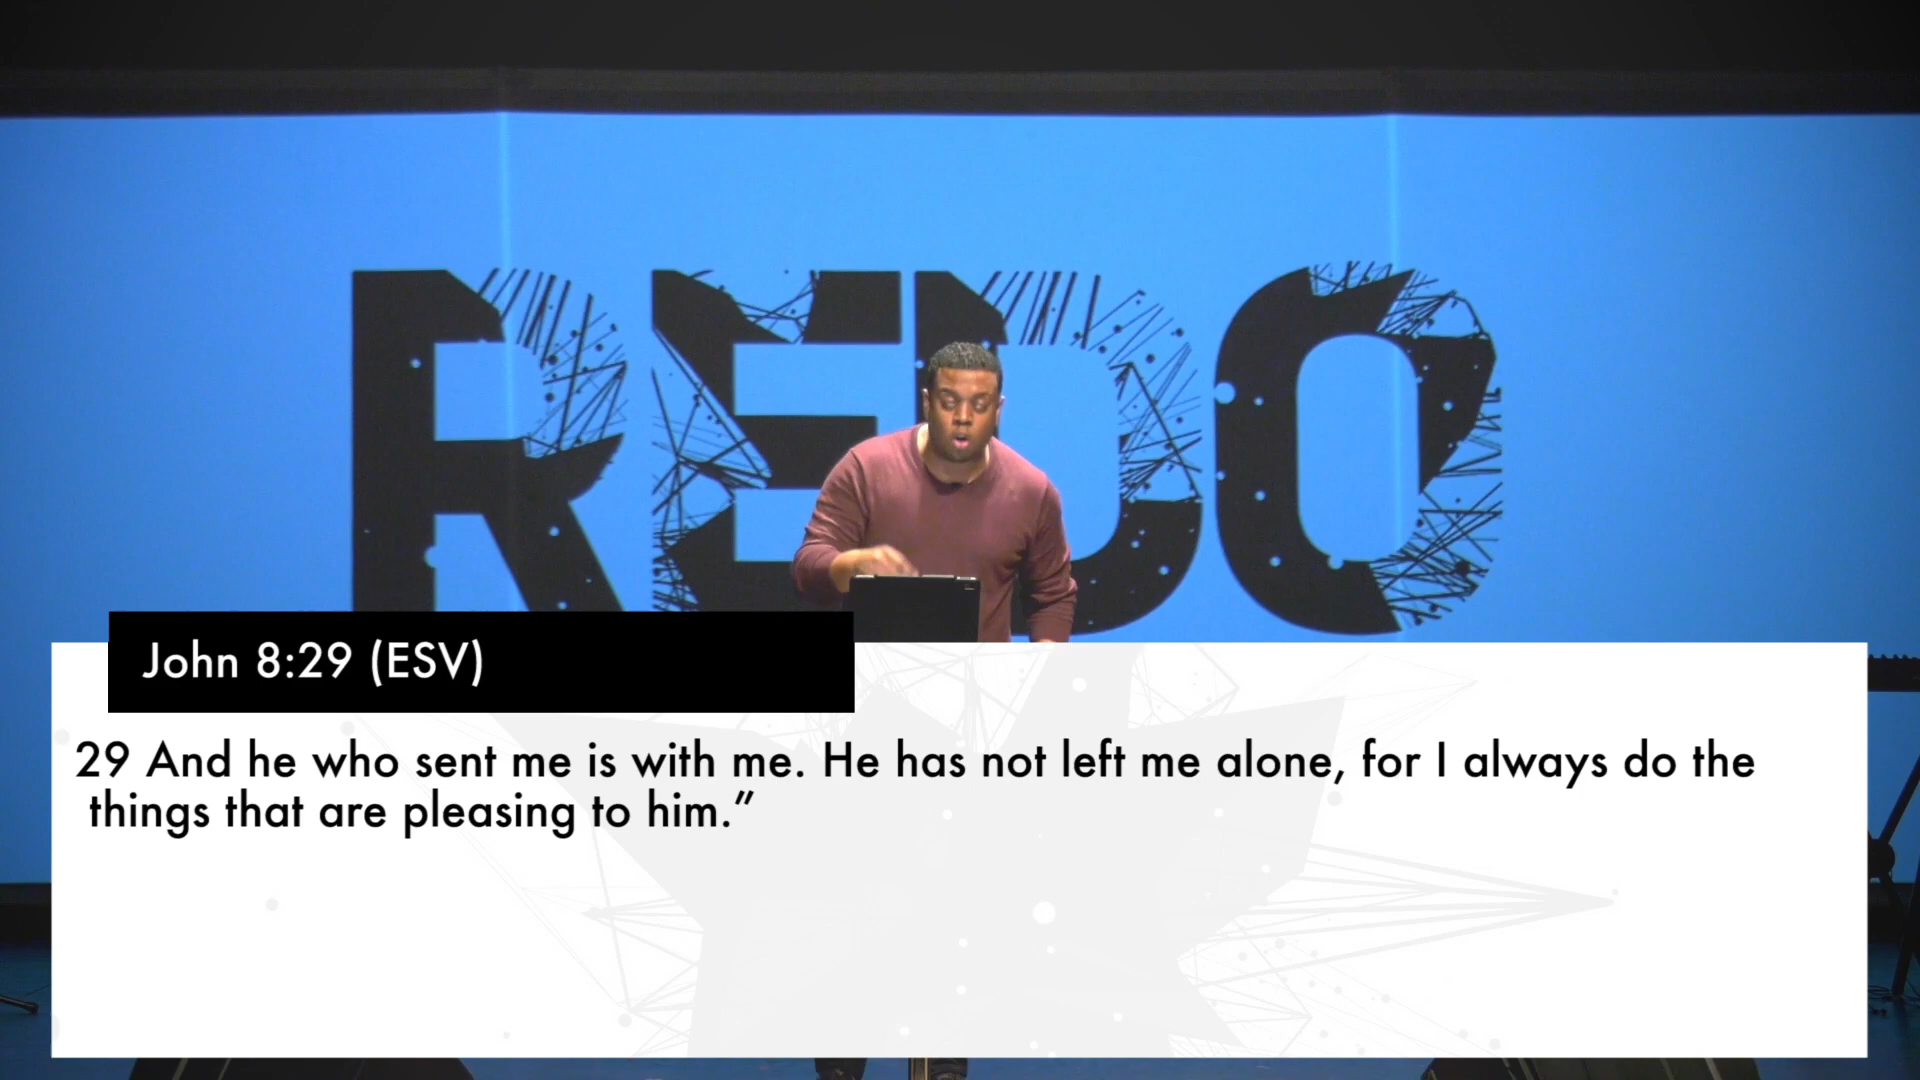 REDO
John 8:29 (ESV)
29 And he who sent me is with me. He has not left me alone, for I always do the
things that are pleasing to him.”